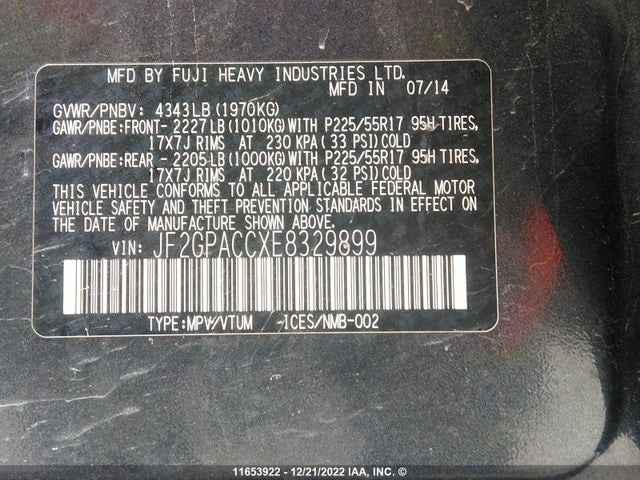 MFD BY FUJI HEAVY INDUSTRIES LTD.
MFD IN 07/14
GVWR/PNBV: 4343LB(1970KG)
GAWR/PNBE:FRONT- 2227LB(1010KG)WITH P225/55R17 95H TIRES,
17X7J RIMS AT 230 KPA(33 PSI)COLD
GAWR/PNBE:REAR - 2205LB(1000KG)WITH P225/55R17 95H TIRES,
17X7J RIMS AT 220 KPA(32 PSI)COLD
THIS VEHICLE CONFORMS TO ALL APPLICABLE FEDERAL MOTOR
VEHICLE SAFETY AND THEFT PREVENTION STANDARDS IN EFFECT ON
THE DATE OF MANUFACTURE SHOWN ABOVE.
VIN: JF2GPACCXE8329899
TYPE:MPV/VTUM -ICES/NMB-002
11653922 - 12/21/2022 IAA, INC. ©